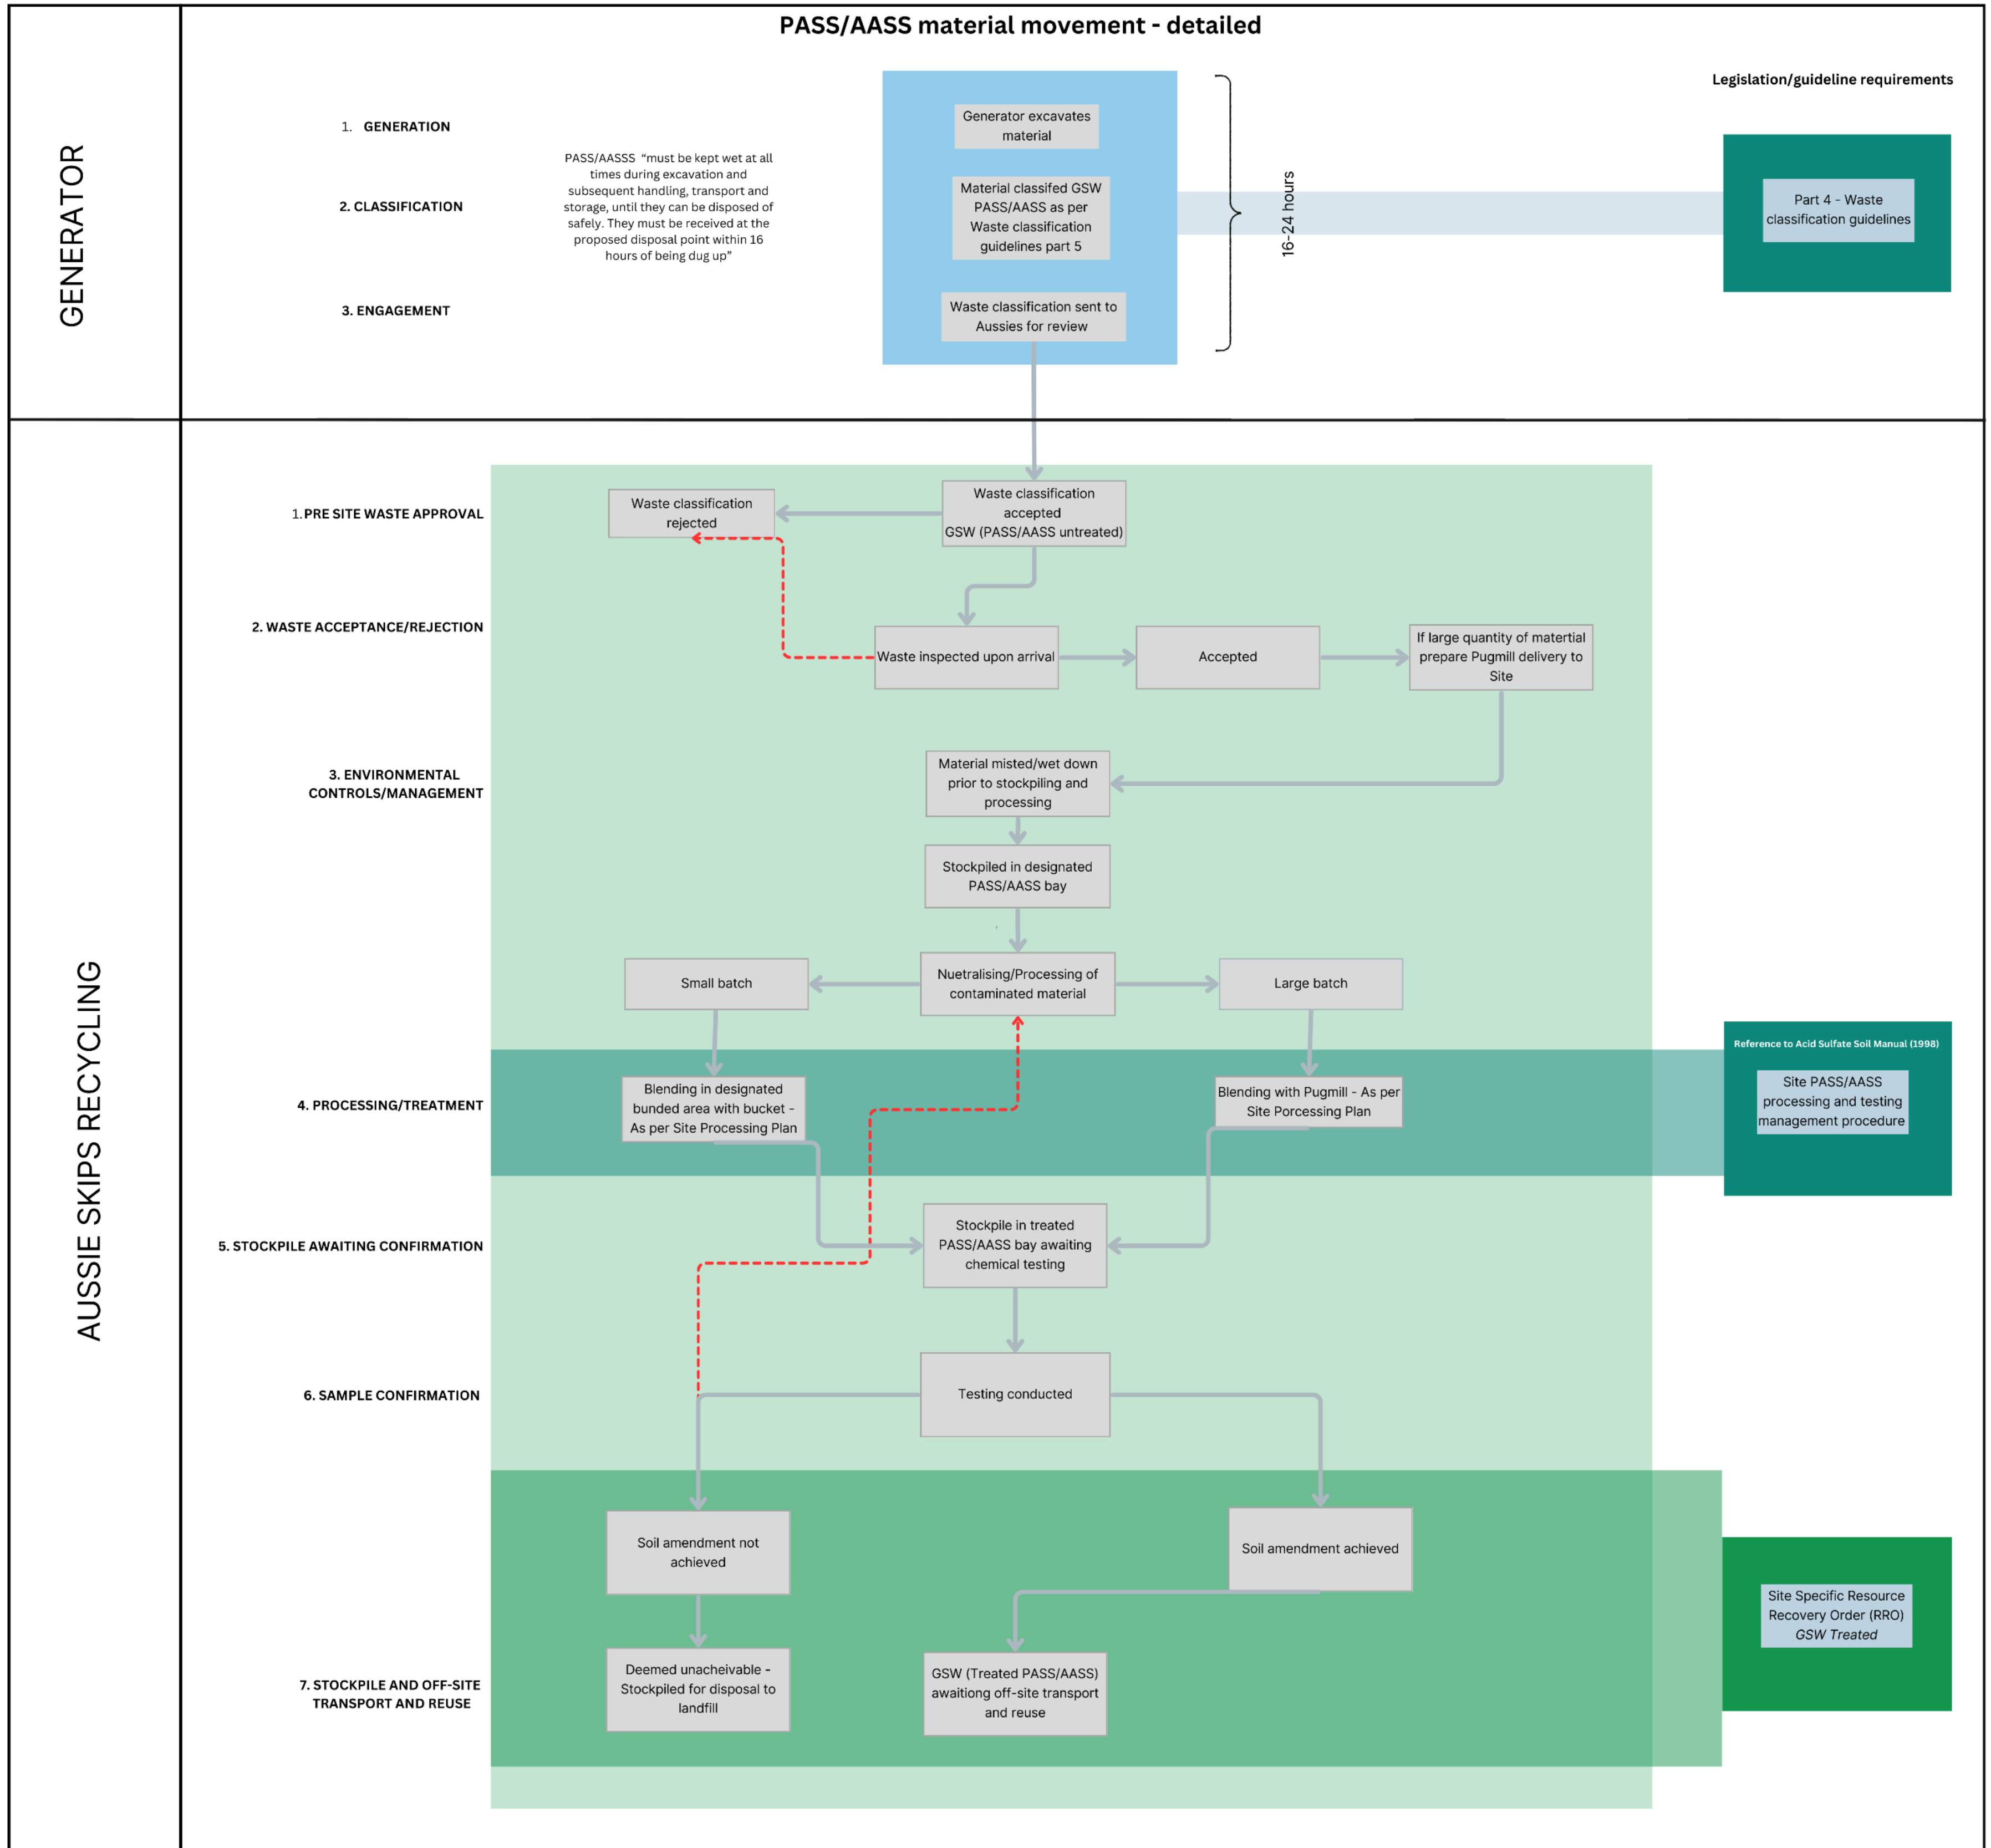 PASS/AASS material movement - detailed
Legislation/guideline requirements
GENERATOR
1. GENERATION
Generator excavates
material
PASS/AASSS “must be kept wet at all
times during excavation and
subsequent handling, transport and
storage, until they can be disposed of
safely. They must be received at the
proposed disposal point within 16
hours of being dug up”
2. CLASSIFICATION
Material classifed GSW
PASS/AASS as per
Waste classification
guidelines part 5
16-24 hours
Part 4 - Waste
classification guidelines
3. ENGAGEMENT
Waste classification sent to
Aussies for review
AUSSIE SKIPS RECYCLING
1.PRE SITE WASTE APPROVAL
Waste classification
rejected
Waste classification
accepted
GSW (PASS/AASS untreated)
2. WASTE ACCEPTANCE/REJECTION
Waste inspected upon arrival
Accepted
If large quantity of matertial
prepare Pugmill delivery to
Site
3. ENVIRONMENTAL
CONTROLS/MANAGEMENT
Material misted/wet down
prior to stockpiling and
processing
Stockpiled in designated
PASS/AASS bay
Small batch
Nuetralising/Processing of
contaminated material
Large batch
4. PROCESSING/TREATMENT
Blending in designated
bunded area with bucket -
As per Site Processing Plan
Blending with Pugmill - As per
Site Porcessing Plan
Reference to Acid Sulfate Soil Manual (1998)
Site PASS/AASS
processing and testing
management procedure
5. STOCKPILE AWAITING CONFIRMATION
Stockpile in treated
PASS/AASS bay awaiting
chemical testing
6. SAMPLE CONFIRMATION
Testing conducted
Soil amendment not
achieved
Soil amendment achieved
Site Specific Resource
Recovery Order (RRO)
GSW Treated
7. STOCKPILE AND OFF-SITE
TRANSPORT AND REUSE
Deemed unacheivable -
Stockpiled for disposal to
landfill
GSW (Treated PASS/AASS)
awaitiong off-site transport
and reuse